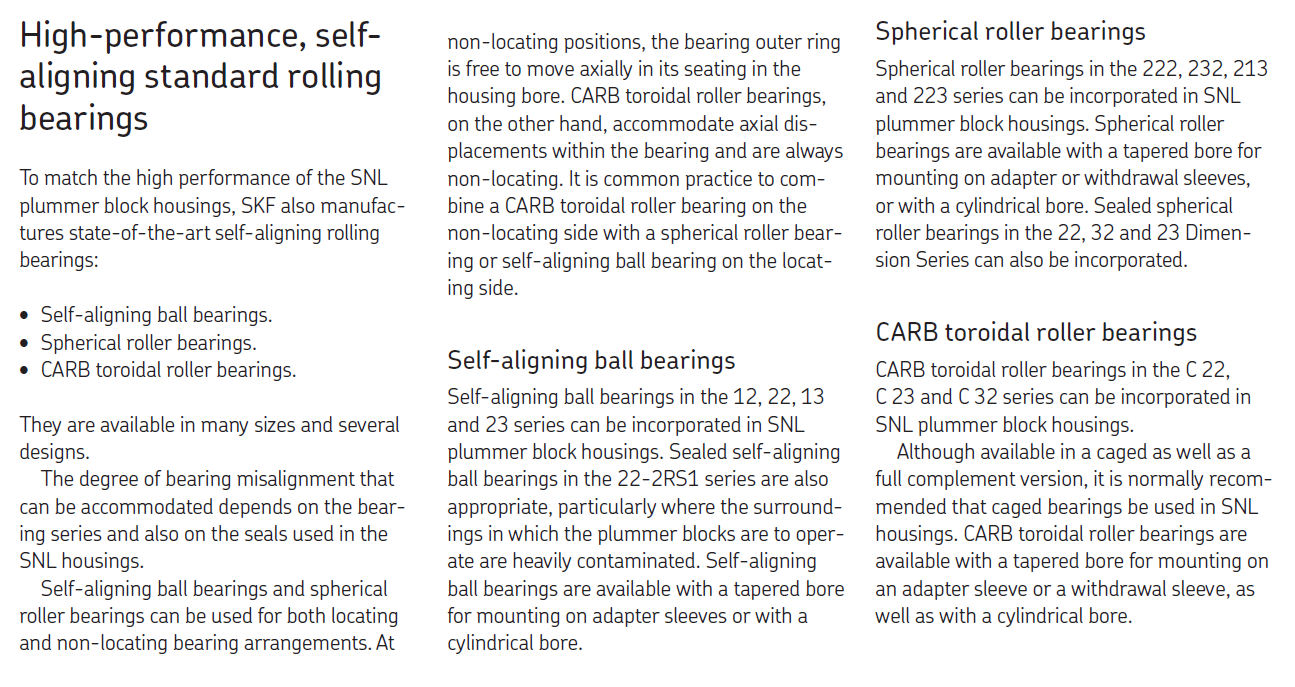 High-performance, self-
aligning standard rolling
bearings
To match the high performance of the SNL
plummer block housings, SKF also manufac-
tures state-of-the-art self-aligning rolling
bearings:
• Self-aligning ball bearings.
• Spherical roller bearings.
• CARB toroidal roller bearings.
They are available in many sizes and several
designs.
The degree of bearing misalignment that
can be accommodated depends on the bear-
ing series and also on the seals used in the
SNL housings.
Self-aligning ball bearings and spherical
roller bearings can be used for both locating
and non-locating bearing arrangements. At
non-locating positions, the bearing outer ring
is free to move axially in its seating in the
housing bore. CARB toroidal roller bearings,
on the other hand, accommodate axial dis-
placements within the bearing and are always
non-locating. It is common practice to com-
bine a CARB toroidal roller bearing on the
non-locating side with a spherical roller bear-
ing or self-aligning ball bearing on the locat-
ing side.
Self-aligning ball bearings
Self-aligning ball bearings in the 12, 22, 13
and 23 series can be incorporated in SNL
plummer block housings. Sealed self-aligning
ball bearings in the 22-2RS1 series are also
appropriate, particularly where the surround-
ings in which the plummer blocks are to oper-
ate are heavily contaminated. Self-aligning
ball bearings are available with a tapered bore
for mounting on adapter sleeves or with a
cylindrical bore.
Spherical roller bearings
Spherical roller bearings in the 222, 232, 213
and 223 series can be incorporated in SNL
plummer block housings. Spherical roller
bearings are available with a tapered bore for
mounting on adapter or withdrawal sleeves,
or with a cylindrical bore. Sealed spherical
roller bearings in the 22, 32 and 23 Dimen-
sion Series can also be incorporated.
CARB toroidal roller bearings
CARB toroidal roller bearings in the C 22,
C 23 and C 32 series can be incorporated in
SNL plummer block housings.
Although available in a caged as well as a
full complement version, it is normally recom-
mended that caged bearings be used in SNL
housings. CARB toroidal roller bearings are
available with a tapered bore for mounting on
an adapter sleeve or a withdrawal sleeve, as
well as with a cylindrical bore.